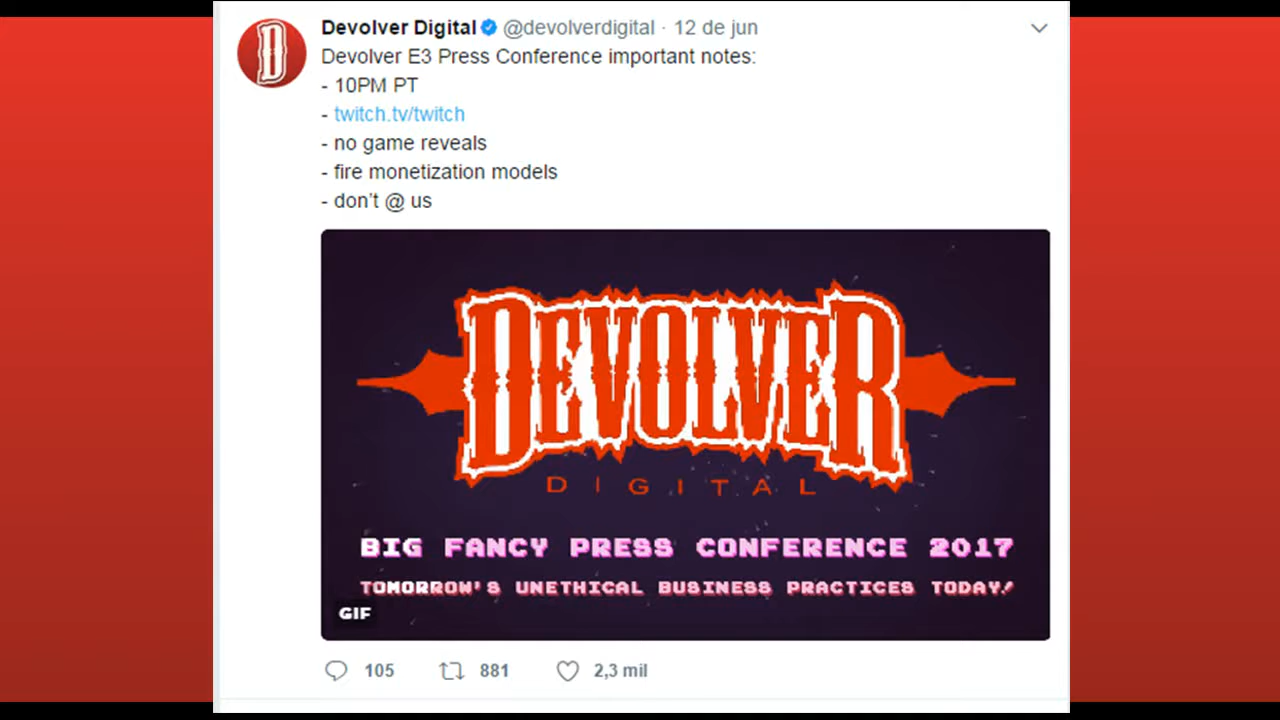 Devolver Digital @devolverdigital · 12 de jun
Devolver E3 Press Conference important notes:
- 10PM PT
- twitch.tv/twitch
- no game reveals
- fire monetization models
- don't @ us
D
DEVOLVER
DIGITAL
BIG FANCY PRESS CONFERENCE 2017
TOMORROW'S UNETHICAL BUSINESS PRACTICES TODAY!
GIF
105 881 2,3 mil